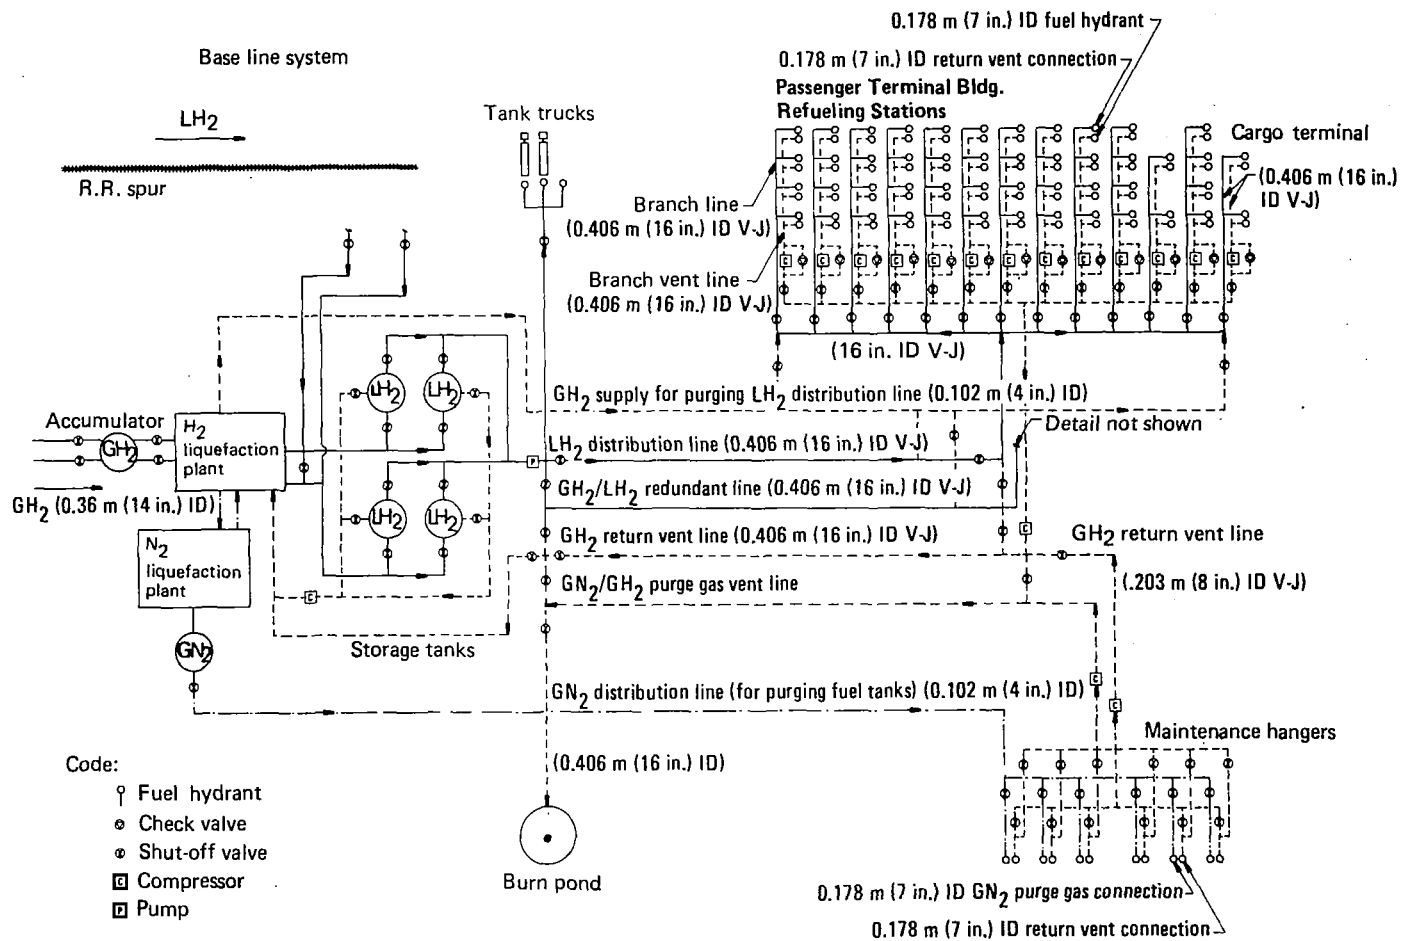 0.178 m (7 in.) ID fuel hydrant
Base line system
0.178 m (7 in.) ID return vent connection
Passenger Terminal Bldg.
Refueling Stations
Tank trucks
LH2
Cargo terminal
R.R. spur
(0.406 m (16 in.)
ID V-J)
Branch line
(0.406 m (16 in.) ID V-J)
Branch vent line
(0.406 m (16 in.) ID V-J)
C C C C C C C C C C C C C
(16 in. ID V-J)
LH2 LH2
GH2 supply for purging LH2 distribution line (0.102 m (4 in.) ID)
Accumulator
Detail not shown
H2
liquefaction
plant
GH2
LH2 distribution line (0.406 m (16 in.) ID V-J)
P
GH2 (0.36 m (14 in.) ID)
GH2/LH2 redundant line (0.406 m (16 in.) ID V-J)
LH2 LH2
C
GH2 return vent line (0.406 m (16 in.) ID V-J)
GH2 return vent line
N2
liquefaction
plant
GN2/GH2 purge gas vent line
(.203 m (8 in.) ID V-J)
C
GN2
Storage tanks
C
GN2 distribution line (for purging fuel tanks) (0.102 m (4 in.) ID)
C
Maintenance hangers
(0.406 m (16 in.) ID)
Code:
Fuel hydrant
Check valve
Shut-off valve
C Compressor
P Pump
Burn pond
0.178 m (7 in.) ID GN2 purge gas connection
0.178 m (7 in.) ID return vent connection